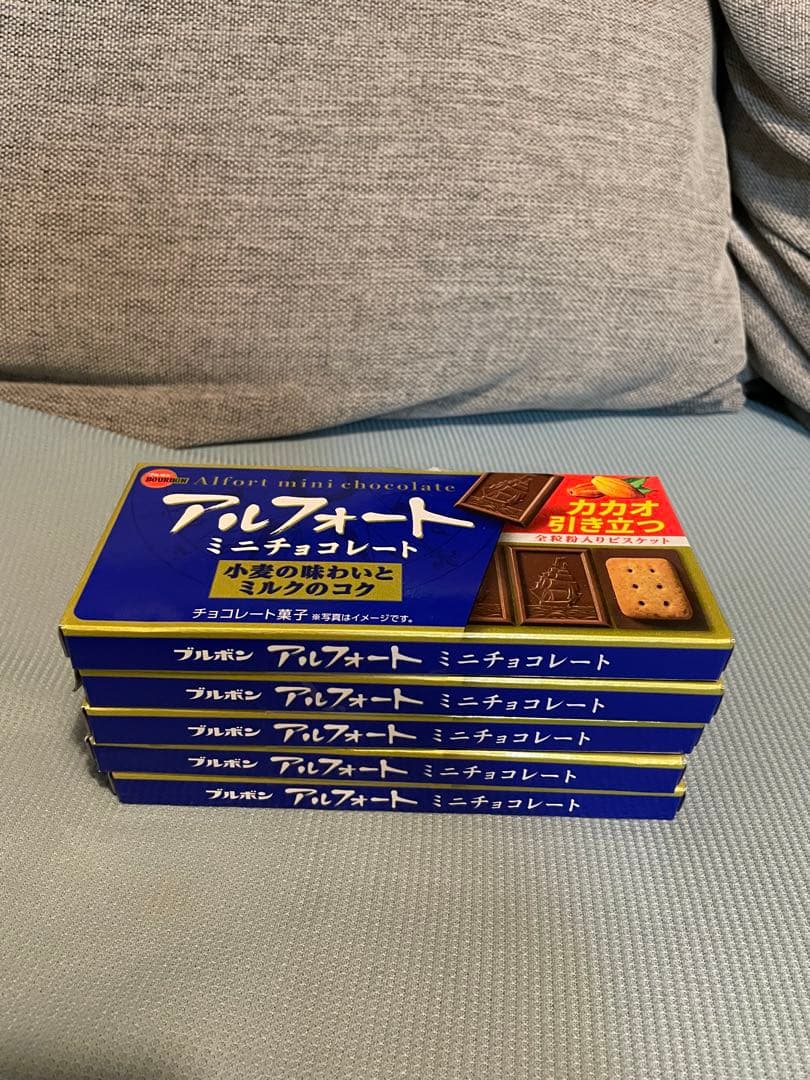 BOURBON
Alfort mini chocolate
アルフォート
ミニチョコレート
小麦の味わいと
ミルクのコク
チョコレート菓子 ※写真はイメージです。
カカオ
引き立つ
全粒粉入りビスケット
ブルボン アルフォート ミニチョコレート
ブルボン アルフォート ミニチョコレート
ブルボン アルフォート ミニチョコレート
ブルボン アルフォート ミニチョコレート
ブルボン アルフォート ミニチョコレート